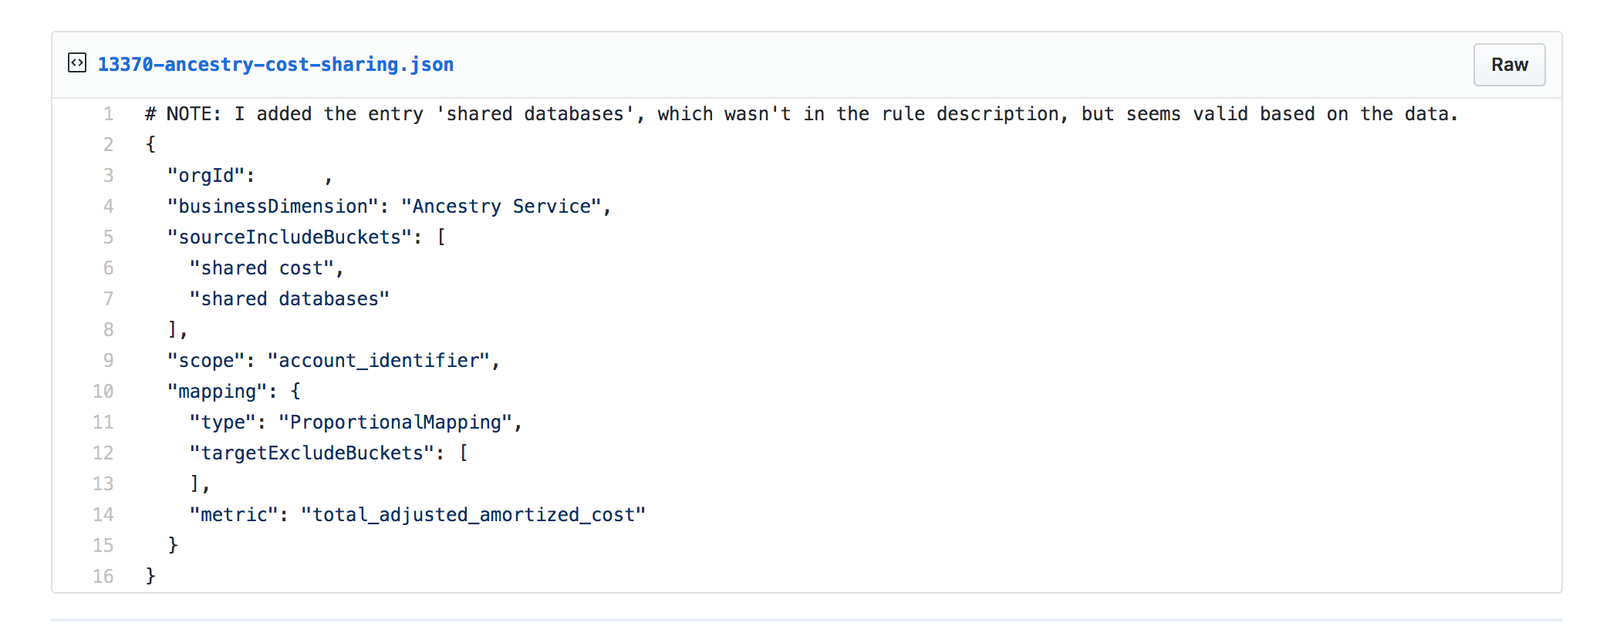 13370-ancestry-cost-sharing.json
Raw
1 # NOTE: I added the entry 'shared databases', which wasn't in the rule description, but seems valid based on the data.
2 {
3   "orgId":      ,
4   "businessDimension": "Ancestry Service",
5   "sourceIncludeBuckets": [
6     "shared cost",
7     "shared databases"
8   ],
9   "scope": "account_identifier",
10   "mapping": {
11     "type": "ProportionalMapping",
12     "targetExcludeBuckets": [
13     ],
14     "metric": "total_adjusted_amortized_cost"
15   }
16 }